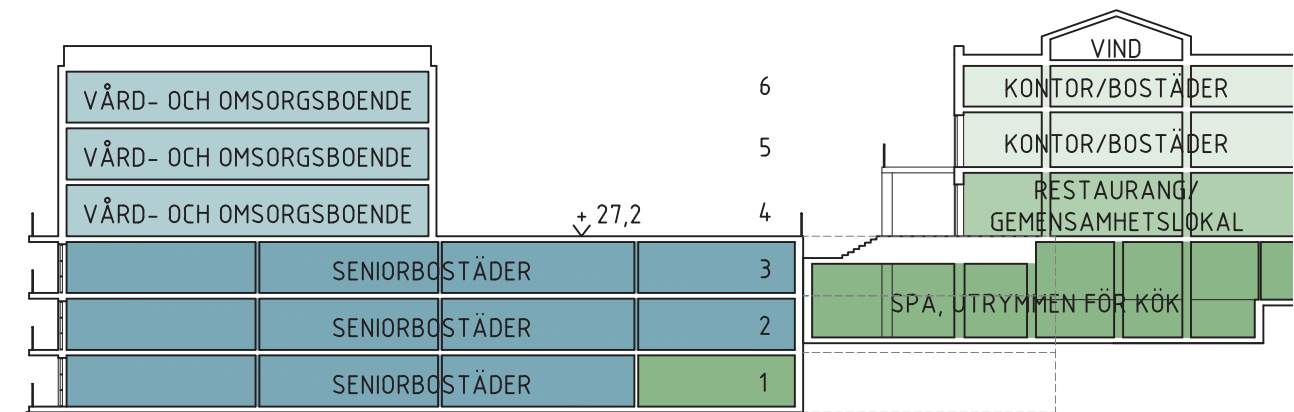 VIND
VÅRD- OCH OMSORGSBOENDE
6
KONTOR/BOSTÄDER
VÅRD- OCH OMSORGSBOENDE
5
KONTOR/BOSTÄDER
VÅRD- OCH OMSORGSBOENDE
+ 27,2
4
RESTAURANG/
GEMENSAMHETSLOKAL
SENIORBOSTÄDER
3
SPA, UTRYMMEN FÖR KÖK
SENIORBOSTÄDER
2
SENIORBOSTÄDER
1